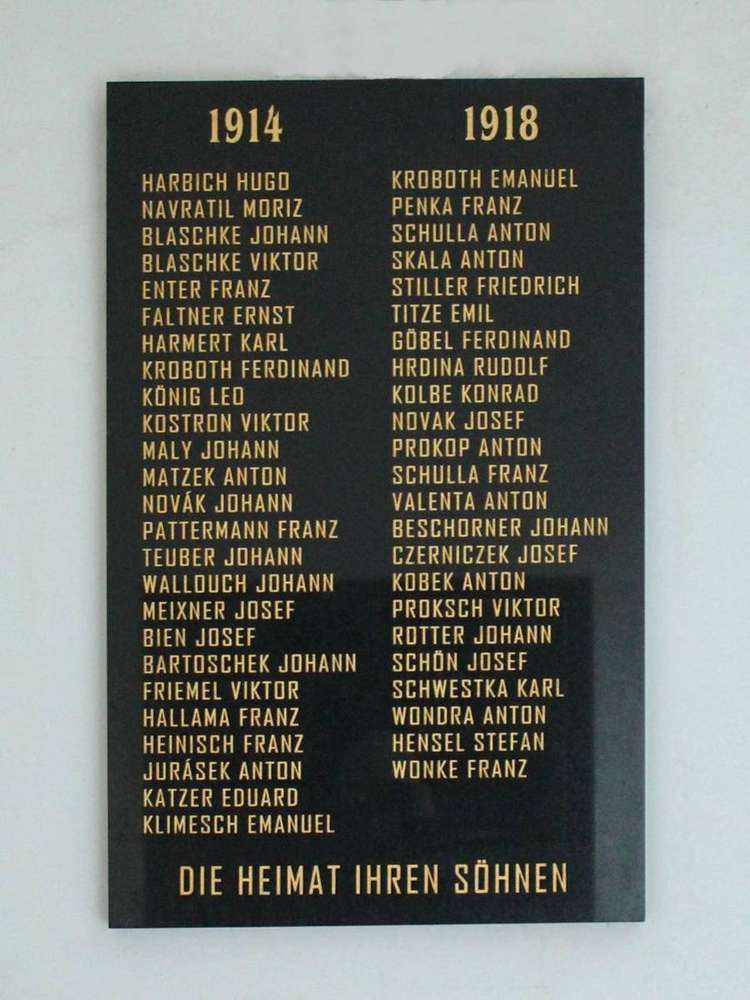 1914
HARBICH HUGO
NAVRATIL MORIZ
BLASCHKE JOHANN
BLASCHKE VIKTOR
ENTER FRANZ
FALTNER ERNST
HARMERT KARL
KROBOTH FERDINAND
KÖNIG LEO
KOSTRON VIKTOR
MALY JOHANN
MATZEK ANTON
NOVÁK JOHANN
PATTERMANN FRANZ
TEUBER JOHANN
WALLOUCH JOHANN
MEIXNER JOSEF
BIEN JOSEF
BARTOSCHEK JOHANN
FRIEMEL VIKTOR
HALLAMA FRANZ
HEINISCH FRANZ
JURÁSEK ANTON
KATZER EDUARD
KLIMESCH EMANUEL
1918
KROBOTH EMANUEL
PENKA FRANZ
SCHULLA ANTON
SKALA ANTON
STILLER FRIEDRICH
TITZE EMIL
GÖBEL FERDINAND
HRDINA RUDOLF
KOLBE KONRAD
NOVAK JOSEF
PROKOP ANTON
SCHULLA FRANZ
VALENTA ANTON
BESCHORNER JOHANN
CZERNICZEK JOSEF
KOBEK ANTON
PROKSCH VIKTOR
ROTTER JOHANN
SCHÖN JOSEF
SCHWESTKA KARL
WONDRA ANTON
HENSEL STEFAN
WONKE FRANZ
DIE HEIMAT IHREN SÖHNEN